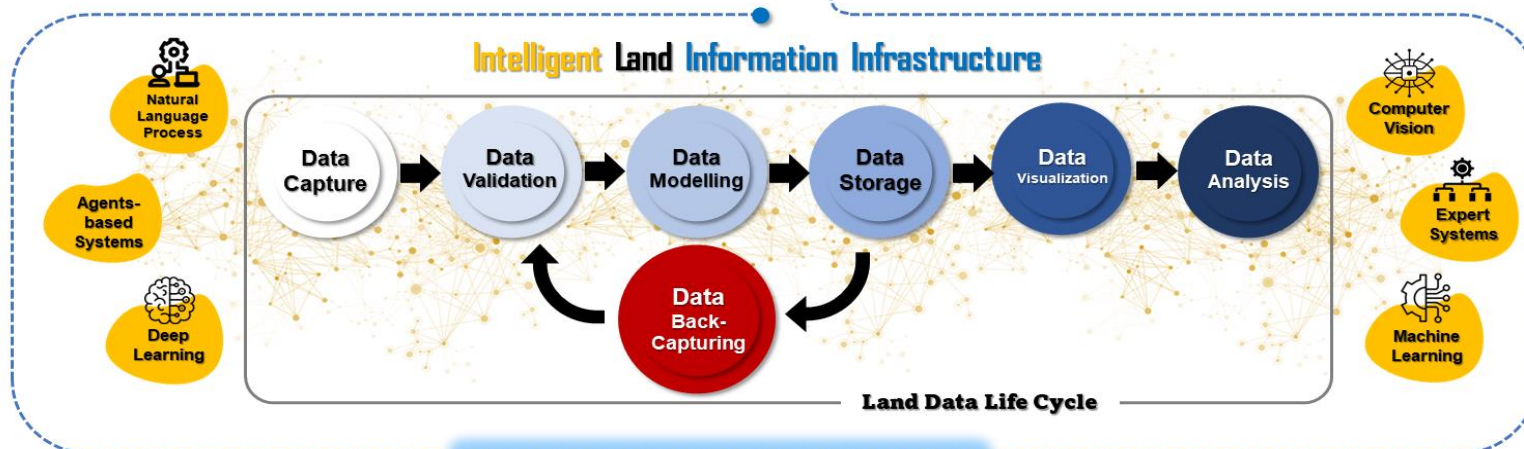 Intelligent Land Information Infrastructure
Natural
Language
Process
Agents-
based
Systems
Deep
Learning
Data
Capture
Data
Validation
Data
Modelling
Data
Storage
Data
Visualization
Data
Analysis
Data
Back-
Capturing
Computer
Vision
Expert
Systems
Machine
Learning
Land Data Life Cycle